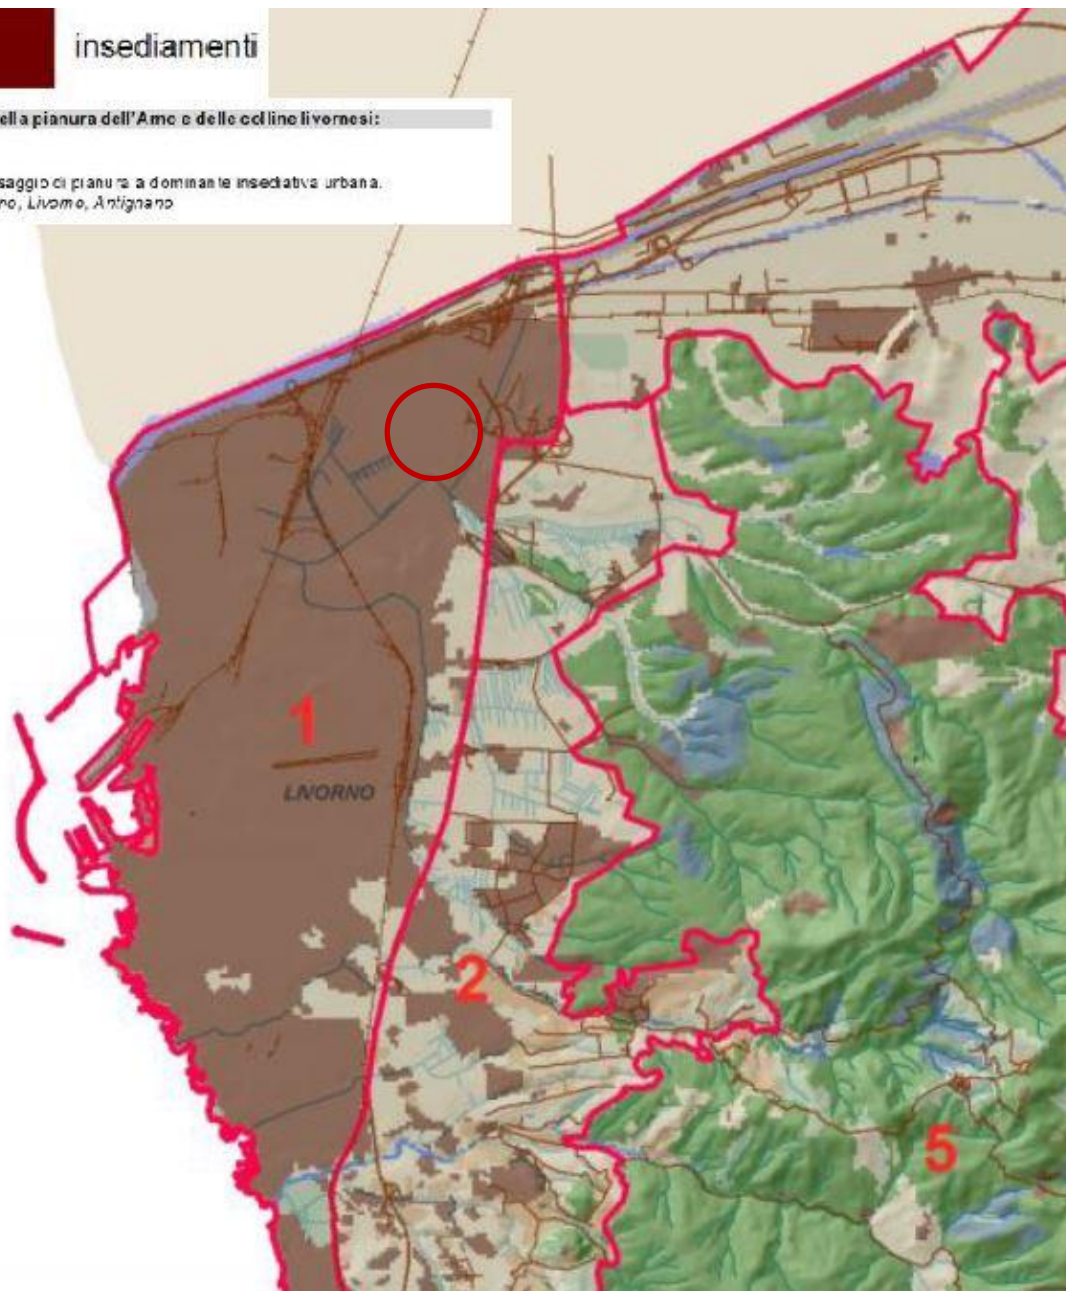 insediamenti
ella pianura dell'Arno e delle colline livornesi:
saggio di pianura a dominante insediativa urbana.
no, Livorno, Antignano
1
LIVORNO
2
5